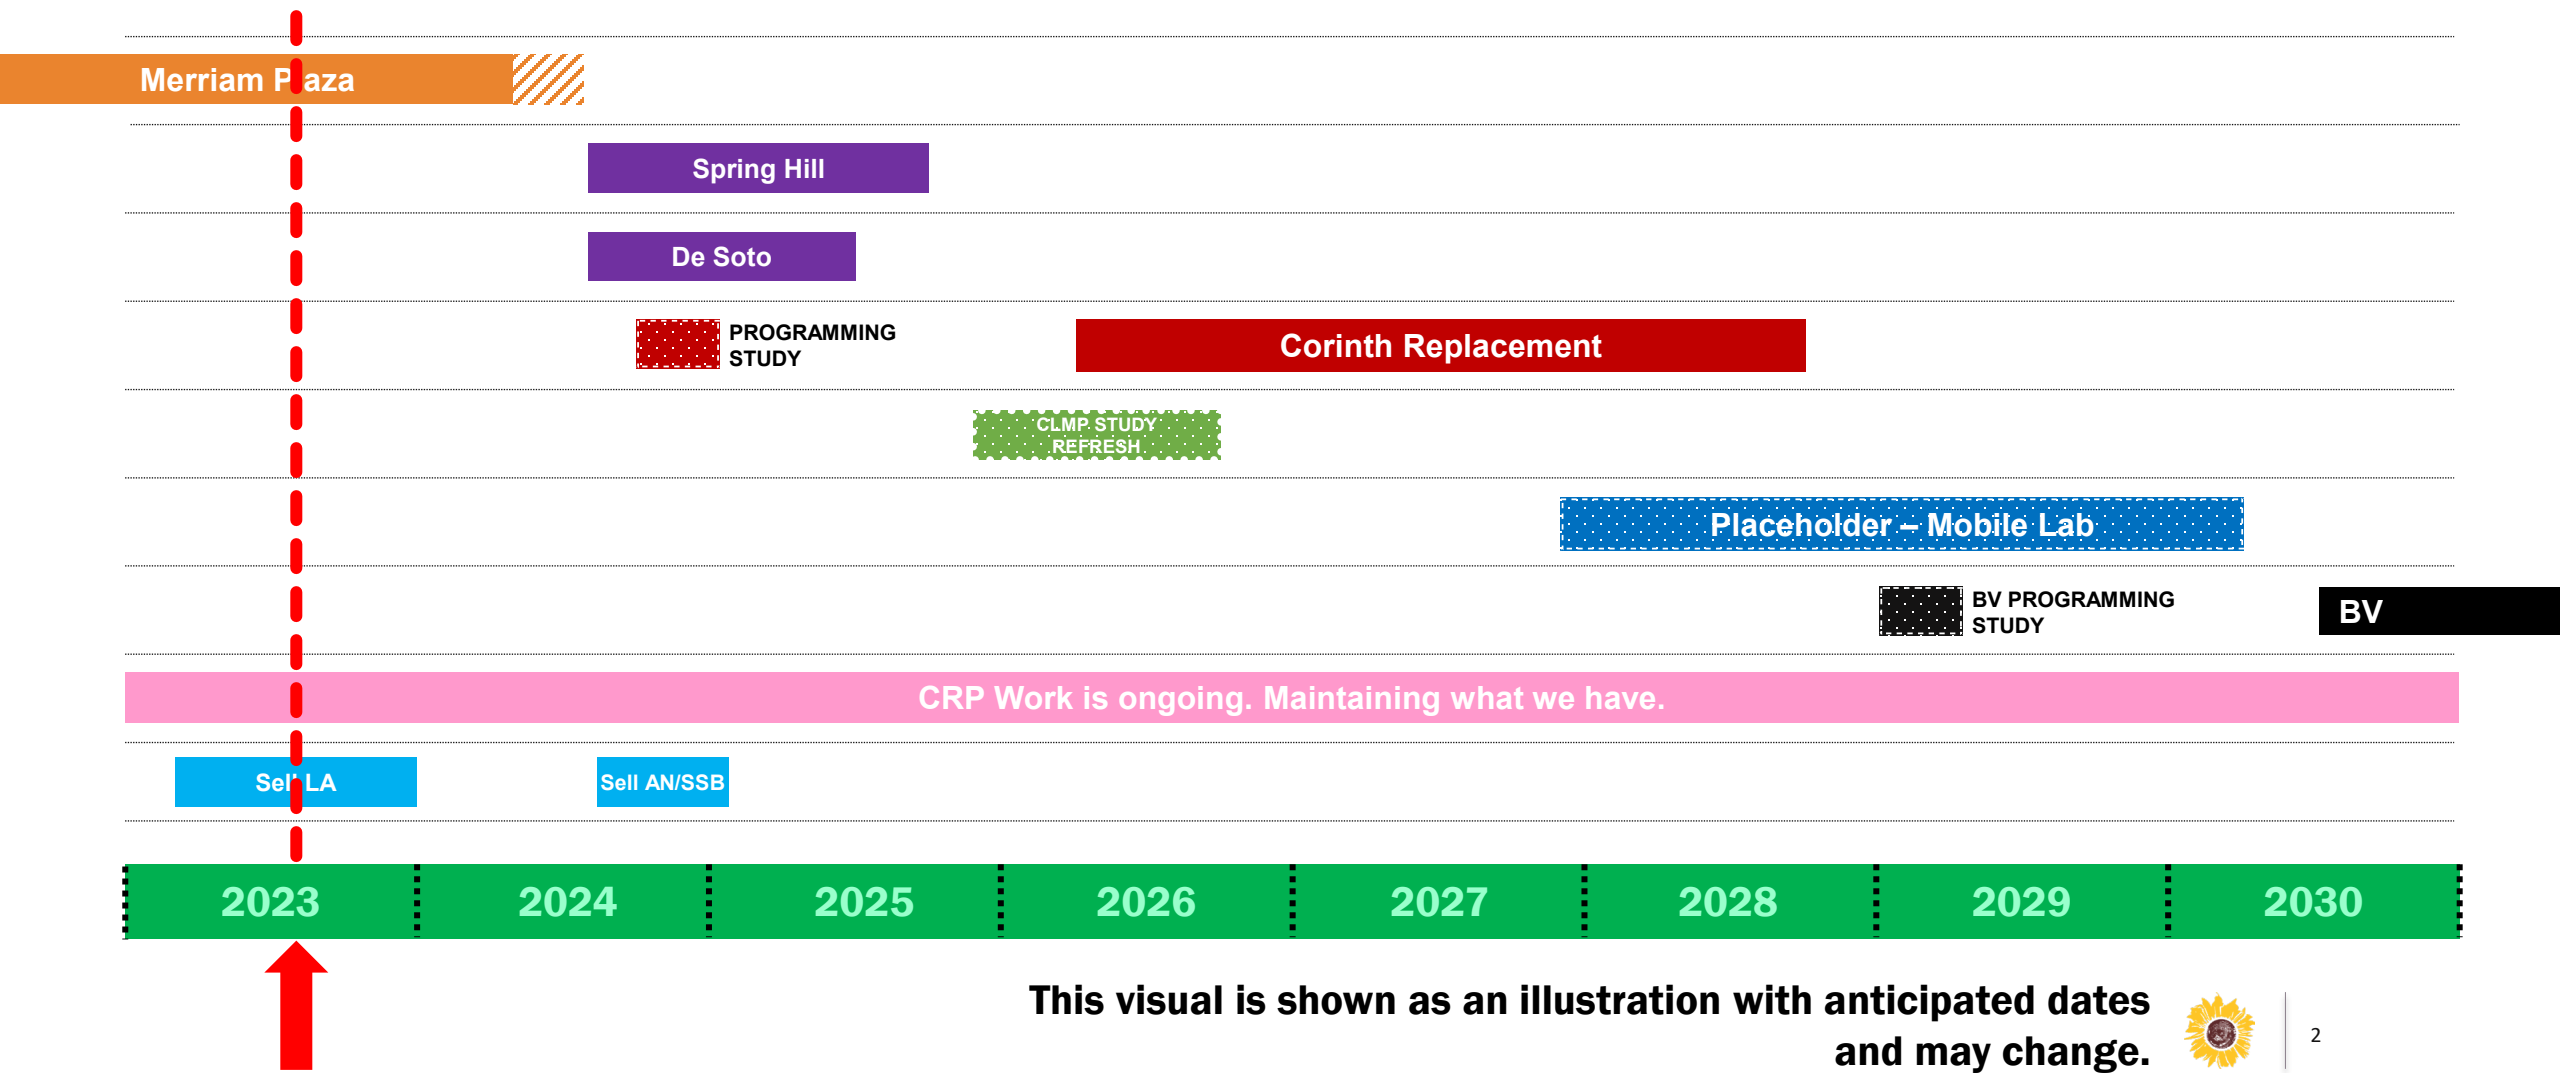 Merriam Plaza
Spring Hill
De Soto
PROGRAMMING
STUDY
Corinth Replacement
CLMP STUDY
REFRESH
Placeholder – Mobile Lab
BV PROGRAMMING
STUDY
BV
CRP Work is ongoing. Maintaining what we have.
Sell LA
Sell AN/SSB
2023
2024
2025
2026
2027
2028
2029
2030
This visual is shown as an illustration with anticipated dates
and may change.
2